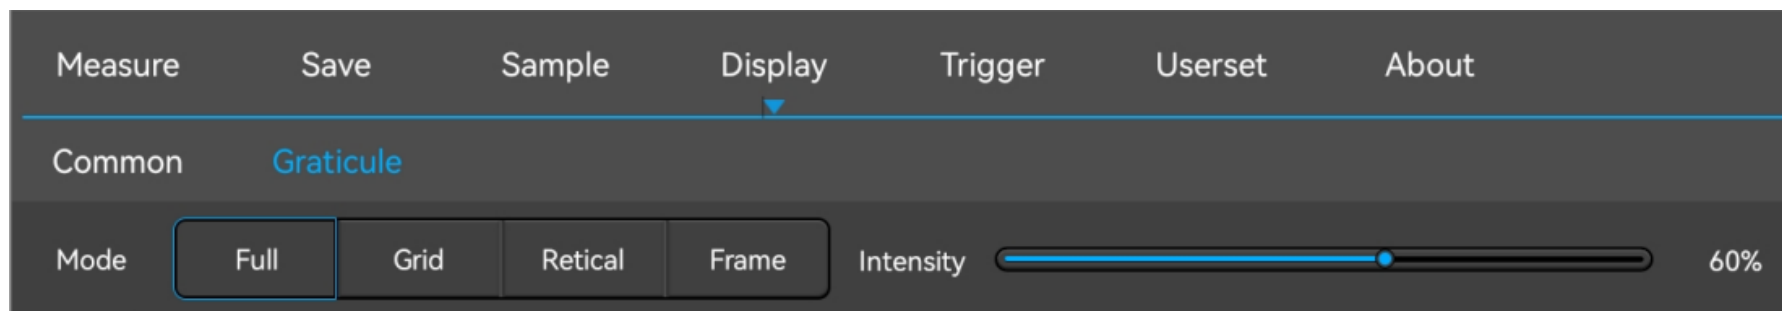 Measure Save Sample Display Trigger Userset About
Common Graticule
Mode Full Grid Retical Frame Intensity 60%